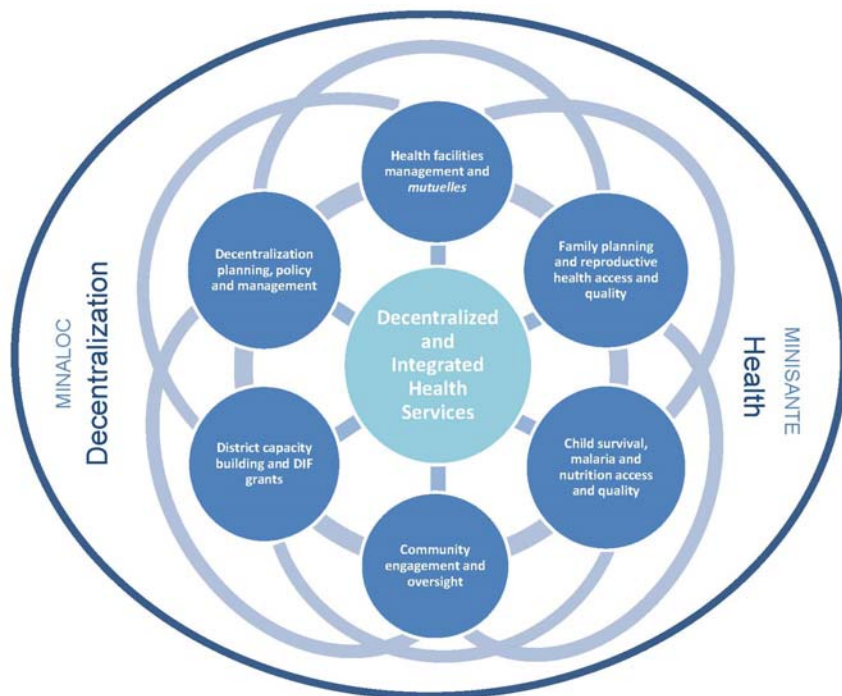 Health facilities
management and
mutuelles
Decentralization
planning, policy
and management
Family planning
and reproductive
health access and
quality
Decentralized
and
Integrated
Health
Services
MINALOC
Decentralization
Health
MINISANTE
District capacity
building and DIF
grants
Child survival,
malaria and
nutrition access
and quality
Community
engagement and
oversight